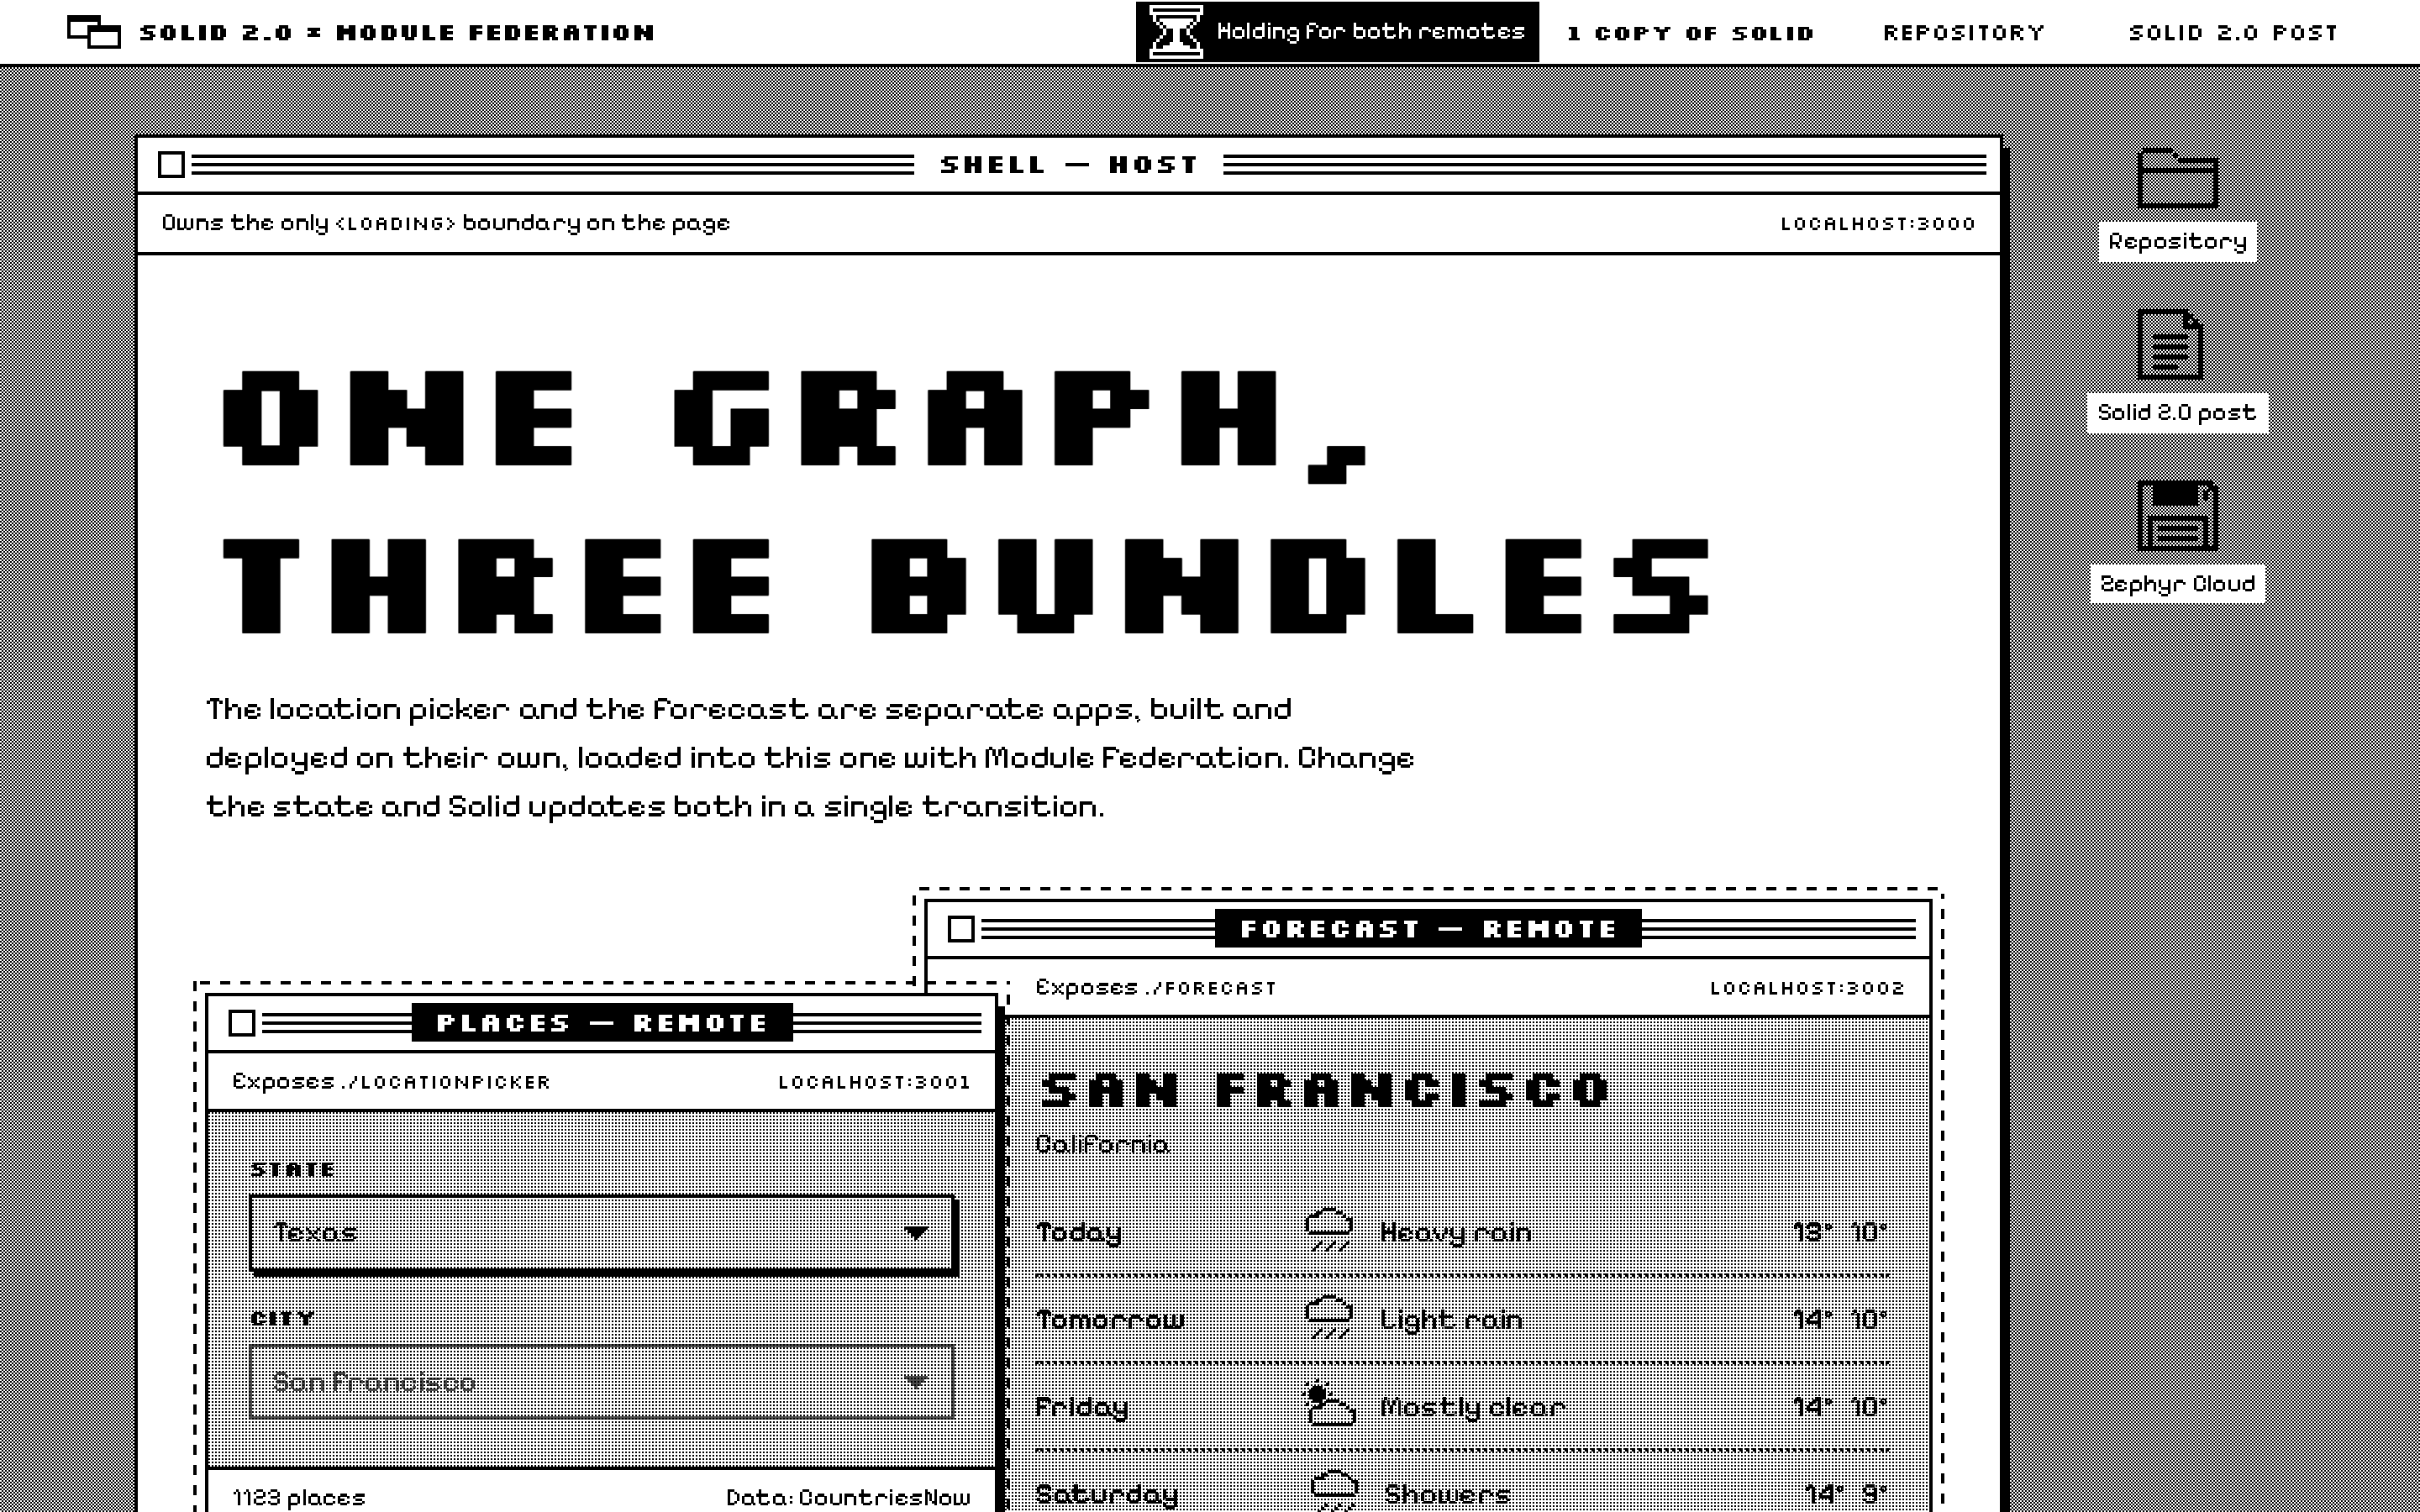 SOLID 2.0 × MODULE FEDERATION
Holding for both remotes
1 COPY OF SOLID
REPOSITORY
SOLID 2.0 POST
SHELL — HOST
Owns the only <LOADING> boundary on the page
LOCALHOST:3000
Repository
Solid 2.0 post
Zephyr Cloud
ONE GRAPH,
THREE BUNDLES
The location picker and the forecast are separate apps, built and
deployed on their own, loaded into this one with Module Federation. Change
the state and Solid updates both in a single transition.
PLACES — REMOTE
Exposes ./LOCATIONPICKER
LOCALHOST:3001
STATE
Texas
CITY
San Francisco
1123 places
Data: CountriesNow
FORECAST — REMOTE
Exposes ./FORECAST
LOCALHOST:3002
SAN FRANCISCO
California
Today Heavy rain 13° 10°
Tomorrow Light rain 14° 10°
Friday Mostly clear 14° 10°
Saturday Showers 14° 9°